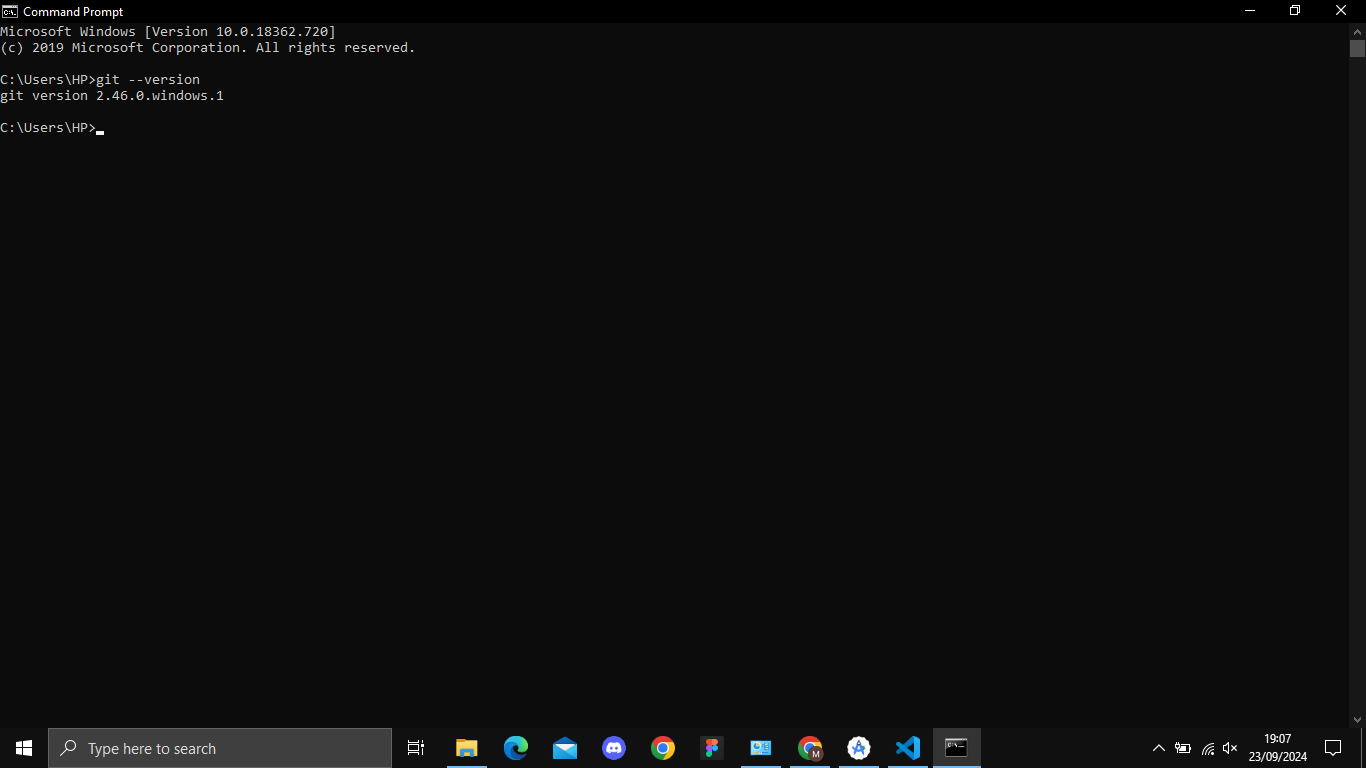 Command Prompt
Microsoft Windows [Version 10.0.18362.720]
(c) 2019 Microsoft Corporation. All rights reserved.
C:\Users\HP>git --version
git version 2.46.0.windows.1
C:\Users\HP>
Type here to search
M
19:07
23/09/2024